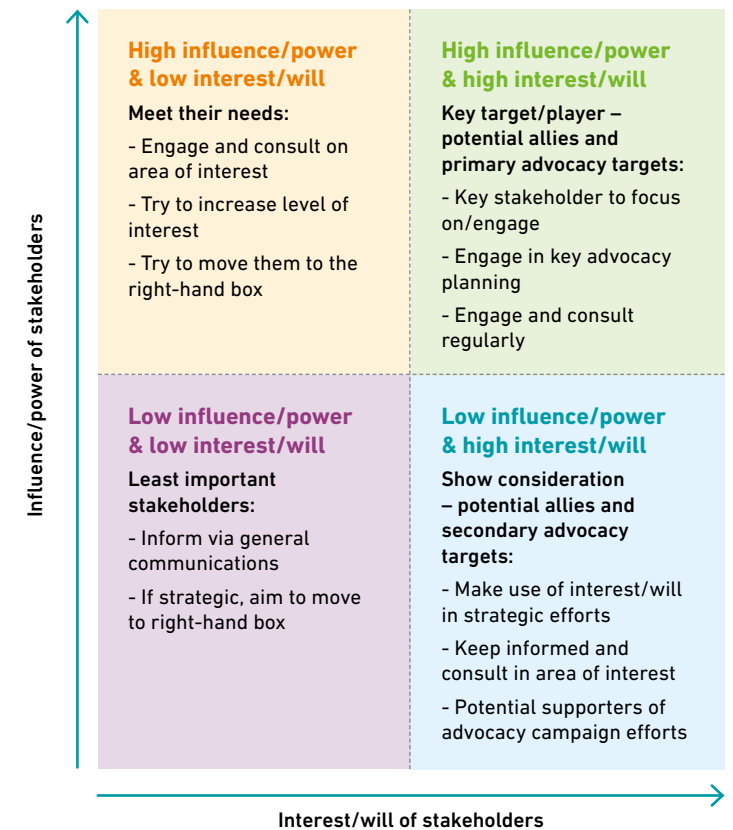 High influence/power
& low interest/will
Meet their needs:
- Engage and consult on
area of interest
- Try to increase level of
interest
- Try to move them to the
right-hand box
High influence/power
& high interest/will
Key target/player –
potential allies and
primary advocacy targets:
- Key stakeholder to focus
on/engage
- Engage in key advocacy
planning
- Engage and consult
regularly
Influence/power of stakeholders
Low influence/power
& low interest/will
Least important
stakeholders:
- Inform via general
communications
- If strategic, aim to move
to right-hand box
Low influence/power
& high interest/will
Show consideration
– potential allies and
secondary advocacy
targets:
- Make use of interest/will
in strategic efforts
- Keep informed and
consult in area of interest
- Potential supporters of
advocacy campaign efforts
Interest/will of stakeholders